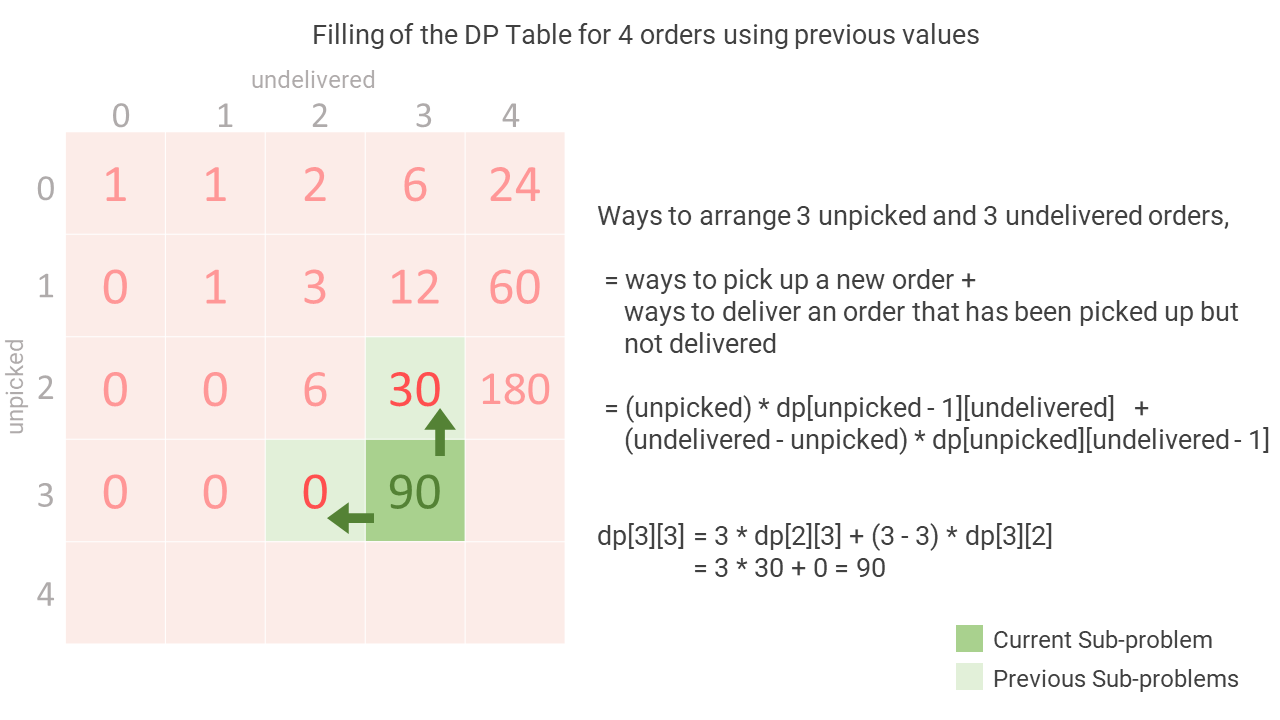 Filling of the DP Table for 4 orders using previous values
undelivered
0 1 2 3 4
0 1 1 2 6 24
1 0 1 3 12 60
unpicked
2 0 0 6 30 180
3 0 0 0 90
4
Ways to arrange 3 unpicked and 3 undelivered orders,
= ways to pick up a new order +
ways to deliver an order that has been picked up but
not delivered
= (unpicked) * dp[unpicked - 1][undelivered] +
(undelivered - unpicked) * dp[unpicked][undelivered - 1]
dp[3][3] = 3 * dp[2][3] + (3 - 3) * dp[3][2]
= 3 * 30 + 0 = 90
Current Sub-problem
Previous Sub-problems